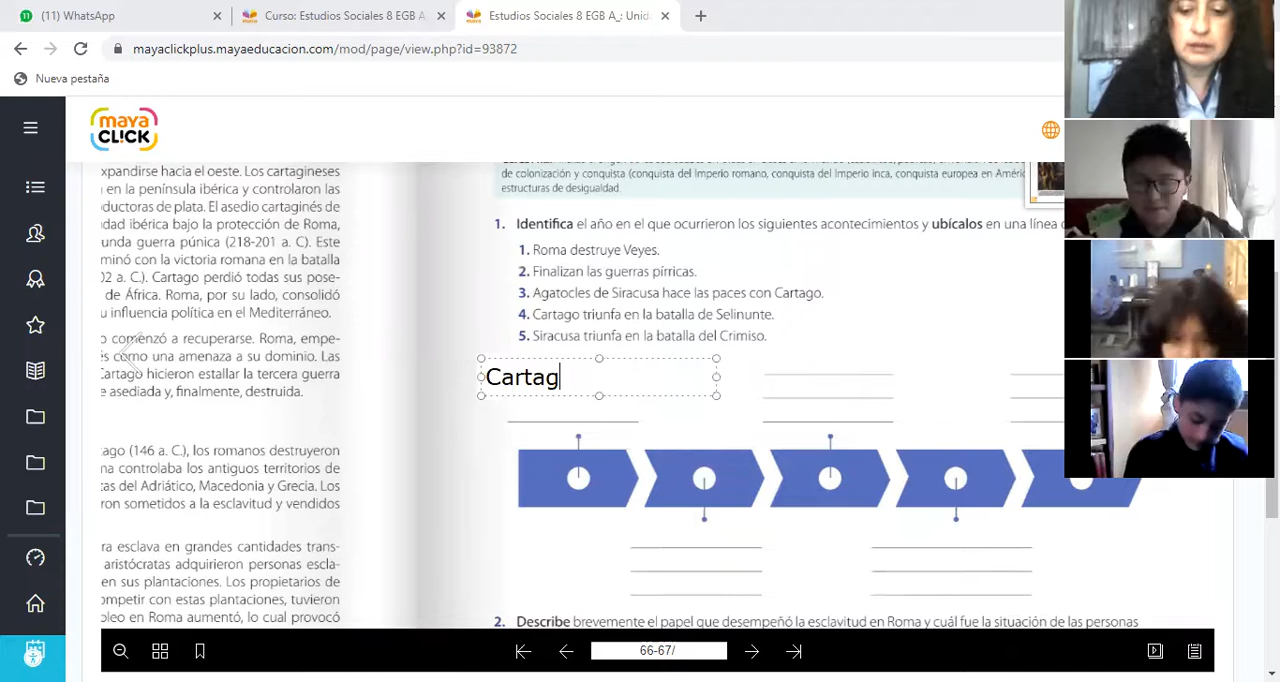 (11) WhatsApp
Curso: Estudios Sociales 8 EGB A
Estudios Sociales 8 EGB A_: Unid
mayaclickplus.mayaeducacion.com/mod/page/view.php?id=93872
Nueva pestaña
maya
CLICK
xpandirse hacia el oeste. Los cartagineses
en la península ibérica y controlaron las
ductoras de plata. El asedio cartaginés de
dad ibérica bajo la protección de Roma,
unda guerra púnica (218-201 a. C). Este
minó con la victoria romana en la batalla
02 a. C.). Cartago perdió todas sus pose-
de África. Roma, por su lado, consolidó
u influencia política en el Mediterráneo.
o comenzó a recuperarse. Roma, empe-
és como una amenaza a su dominio. Las
Cartago hicieron estallar la tercera guerra
e asediada y, finalmente, destruida.
ago (146 a. C.), los romanos destruyeron
na controlaba los antiguos territorios de
as del Adriático, Macedonia y Grecia. Los
ron sometidos a la esclavitud y vendidos
ra esclava en grandes cantidades trans-
aristócratas adquirieron personas escla-
en sus plantaciones. Los propietarios de
ompetir con estas plantaciones, tuvieron
oleo en Roma aumentó, lo cual provocó
de colonización y conquista (conquista del Imperio romano, conquista del Imperio inca, conquista europea en Améric
estructuras de desigualdad.
1. Identifica el año en el que ocurrieron los siguientes acontecimientos y ubícalos en una línea
1. Roma destruye Veyes.
2. Finalizan las guerras pírricas.
3. Agatocles de Siracusa hace las paces con Cartago.
4. Cartago triunfa en la batalla de Selinunte.
5. Siracusa triunfa en la batalla del Crimiso.
Cartag
2. Describe brevemente el papel que desempeñó la esclavitud en Roma y cuál fue la situación de las personas
66-67/